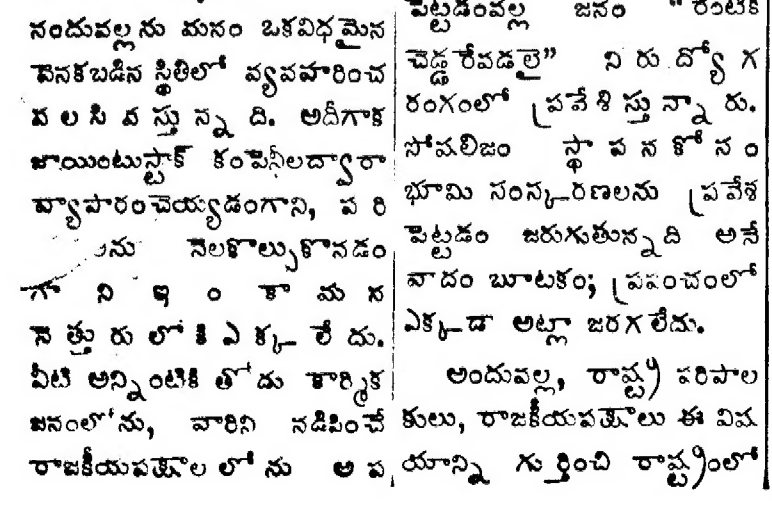 నందువల్లను మనం ఒకవిధమైన
వెనకబడిన స్థితిలో వ్యవహరించ
వలసివస్తున్నది. అదీగాక
జాయింటుస్టాక్ కంపెనీలద్వారా
వ్యాపారంచెయ్యడంగాని, పరి
నెలకొల్పుకొనడం
గాని ఇంకా మన
నెత్తురులోకి ఎక్కలేదు.
వీటి అన్నింటికి తోడు కార్మిక
జనంలోను, వారిని నడిపించే
రాజకీయపక్షాలలోను అప
పెట్టడంవల్ల జనం "రెంటికి
చెడ్డ రేవడలై" నిరుద్యోగ
రంగంలో ప్రవేశిస్తున్నారు.
సోషలిజం స్థాపనకోసం
భూమి సంస్కరణలను ప్రవేశ
పెట్టడం జరుగుతున్నది అనే
వాదం బూటకం; ప్రపంచంలో
ఎక్కడా అట్లా జరగలేదు.
అందువల్ల, రాష్ట్ర పరిపాల
కులు, రాజకీయపక్షాలు ఈ విష
యాన్ని గుర్తించి రాష్ట్రంలో